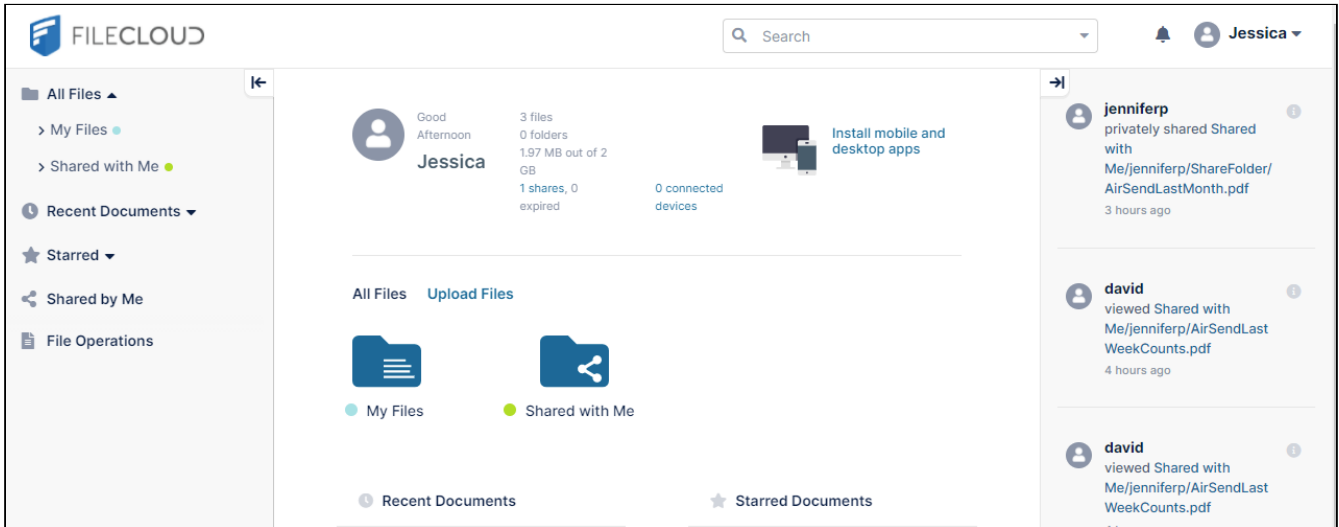 FILECLOUD
Search
Jessica
All Files
My Files
Shared with Me
Recent Documents
Starred
Shared by Me
File Operations
Good
Afternoon
Jessica
3 files
0 folders
1.97 MB out of 2
GB
1 shares, 0
expired
0 connected
devices
Install mobile and
desktop apps
All Files Upload Files
My Files
Shared with Me
Recent Documents
Starred Documents
jenniferp
privately shared Shared
with
Me/jenniferp/ShareFolder/
AirSendLastMonth.pdf
3 hours ago
david
viewed Shared with
Me/jenniferp/AirSendLast
WeekCounts.pdf
4 hours ago
david
viewed Shared with
Me/jenniferp/AirSendLast
WeekCounts.pdf